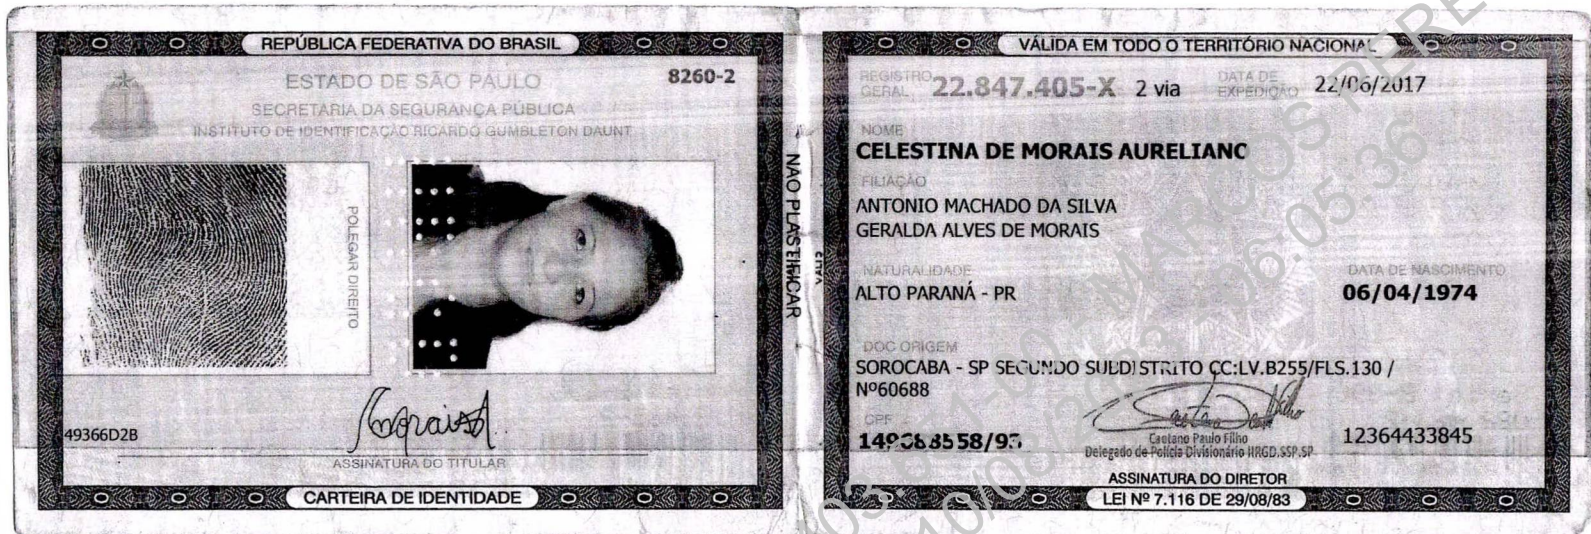 REPÚBLICA FEDERATIVA DO BRASIL
ESTADO DE SÃO PAULO
8260-2
SECRETARIA DA SEGURANÇA PÚBLICA
INSTITUTO DE IDENTIFICAÇÃO RICARDO GUMBLETON DAUNT
POLEGAR DIREITO
49366D2B
ASSINATURA DO TITULAR
CARTEIRA DE IDENTIDADE
NÃO PLASTIFICAR
VÁLIDA EM TODO O TERRITÓRIO NACIONAL
REGISTRO GERAL 22.847.405-X 2 via DATA DE EXPEDIÇÃO 22/06/2017
NOME
CELESTINA DE MORAIS AURELIANO
FILIAÇÃO
ANTONIO MACHADO DA SILVA
GERALDA ALVES DE MORAIS
NATURALIDADE DATA DE NASCIMENTO
ALTO PARANÁ - PR 06/04/1974
DOC ORIGEM
SOROCABA - SP SEGUNDO SUBDISTRITO CC:LV.B255/FLS.130 /
Nº60688
CPF
12364433845
Caetano Paulo Filho
Delegado de Polícia Divisionário IIRGD.SSP.SP
ASSINATURA DO DIRETOR
LEI Nº 7.116 DE 29/08/83
MARCOS